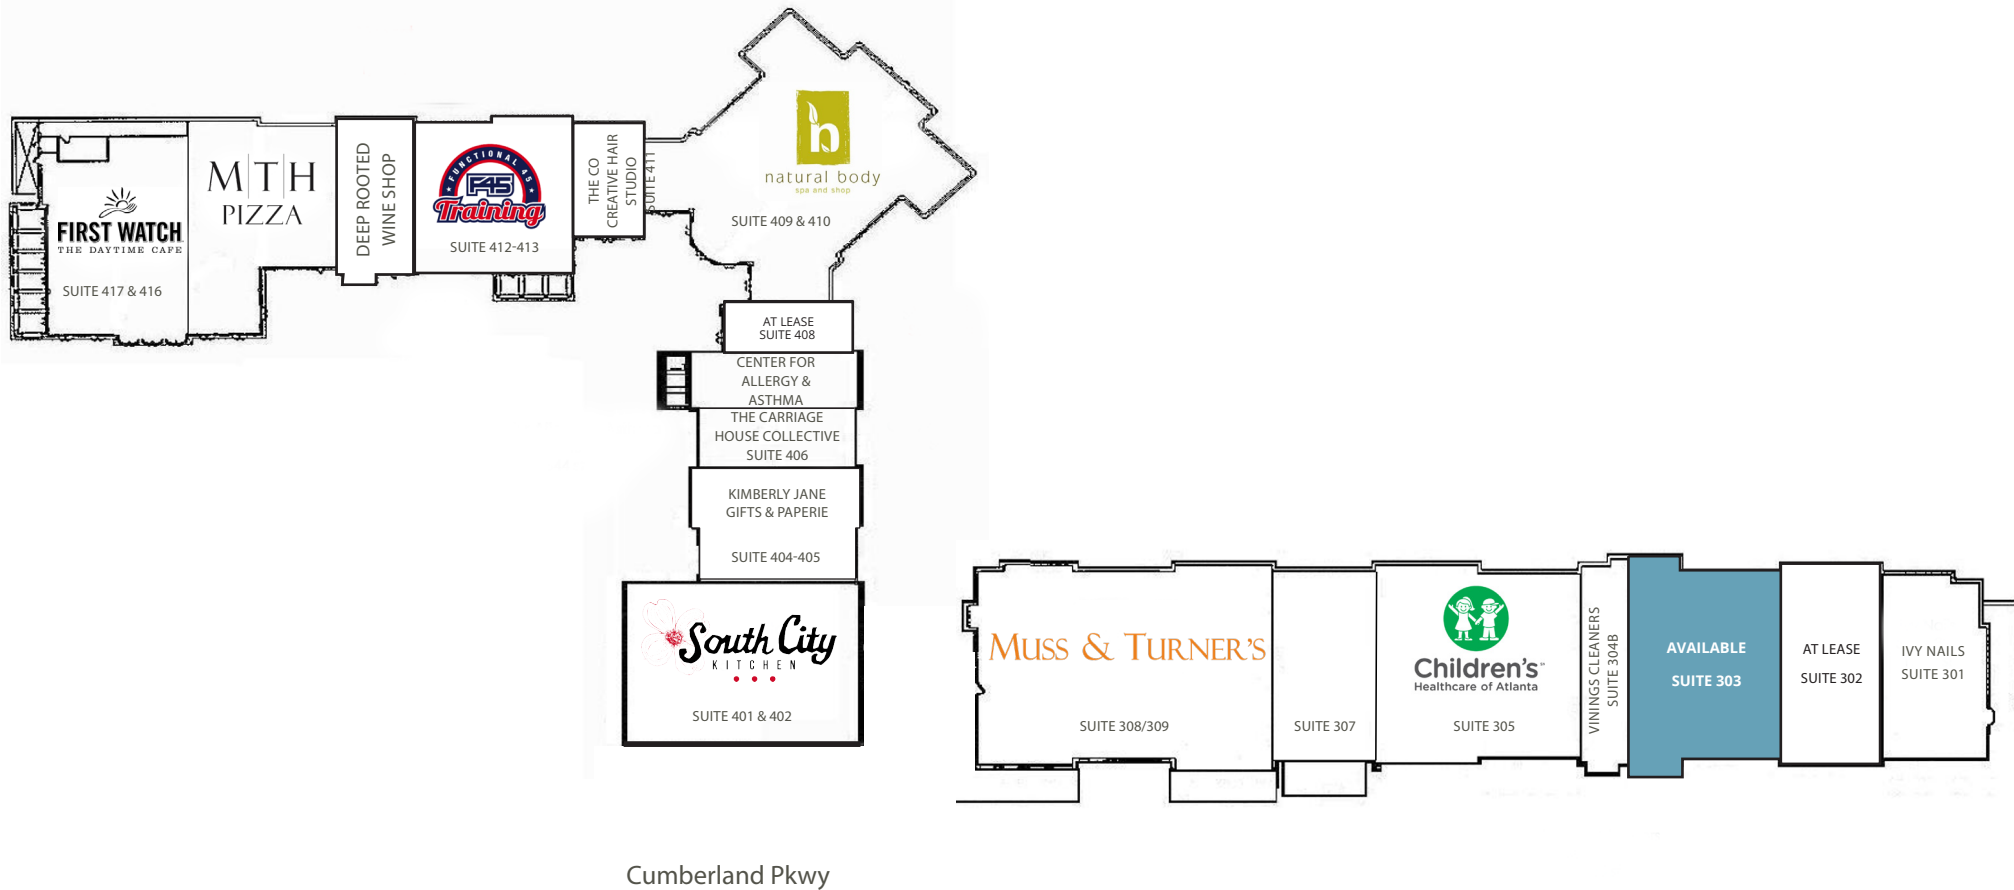 FIRST WATCH
THE DAYTIME CAFE
SUITE 417 & 416
M|T|H
PIZZA
DEEP ROOTED
WINE SHOP
FUNCTIONAL 45
F45
Training
SUITE 412-413
THE CO
CREATIVE HAIR
STUDIO
SUITE 411
b
natural body
spa and shop
SUITE 409 & 410
AT LEASE
SUITE 408
CENTER FOR
ALLERGY &
ASTHMA
THE CARRIAGE
HOUSE COLLECTIVE
SUITE 406
KIMBERLY JANE
GIFTS & PAPERIE
SUITE 404-405
South City
KITCHEN
SUITE 401 & 402
MUSS & TURNER'S
SUITE 308/309
SUITE 307
Children's℠
Healthcare of Atlanta
SUITE 305
VININGS CLEANERS
SUITE 304B
AVAILABLE
SUITE 303
AT LEASE
SUITE 302
IVY NAILS
SUITE 301
Cumberland Pkwy